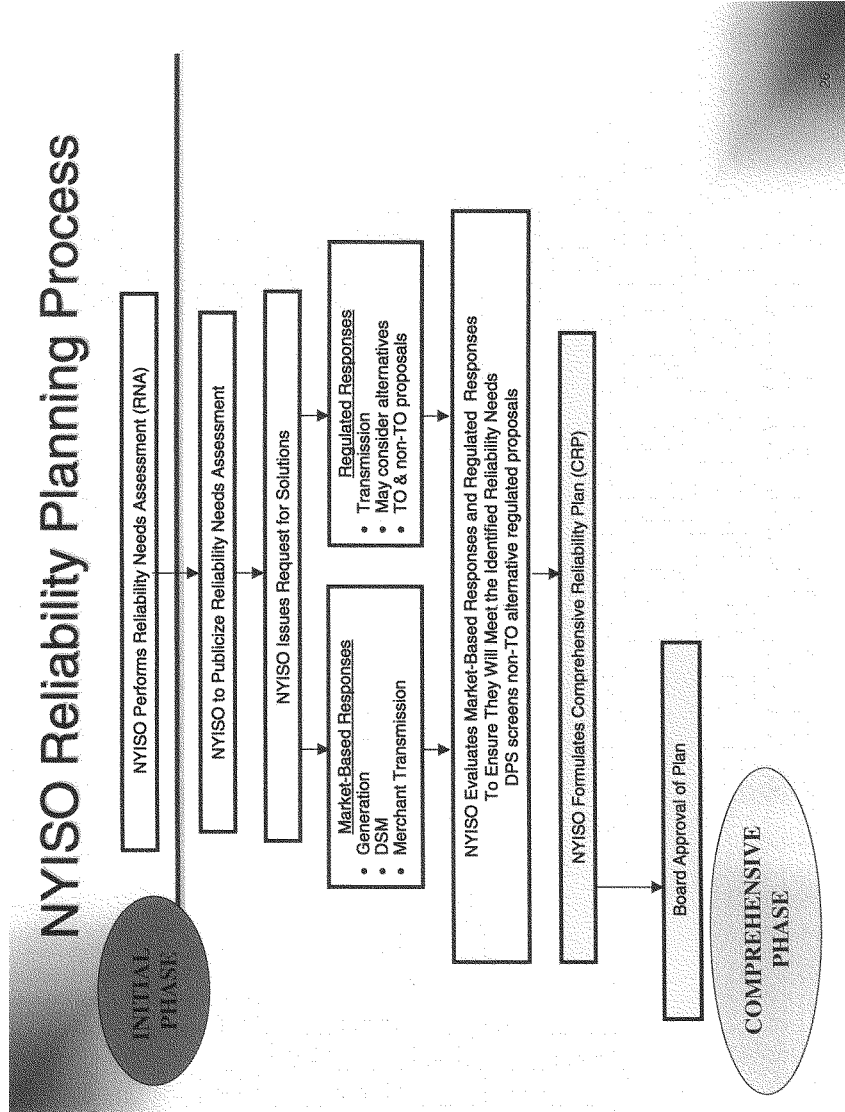 NYISO Reliability Planning Process
INITIAL
PHASE
NYISO Performs Reliability Needs Assessment (RNA)
NYISO to Publicize Reliability Needs Assessment
NYISO Issues Request for Solutions
Market-Based Responses
• Generation
• DSM
• Merchant Transmission
Regulated Responses
• Transmission
• May consider alternatives
• TO & non-TO proposals
NYISO Evaluates Market-Based Responses and Regulated Responses
To Ensure They Will Meet the Identified Reliability Needs
DPS screens non-TO alternative regulated proposals
NYISO Formulates Comprehensive Reliability Plan (CRP)
Board Approval of Plan
COMPREHENSIVE
PHASE
26